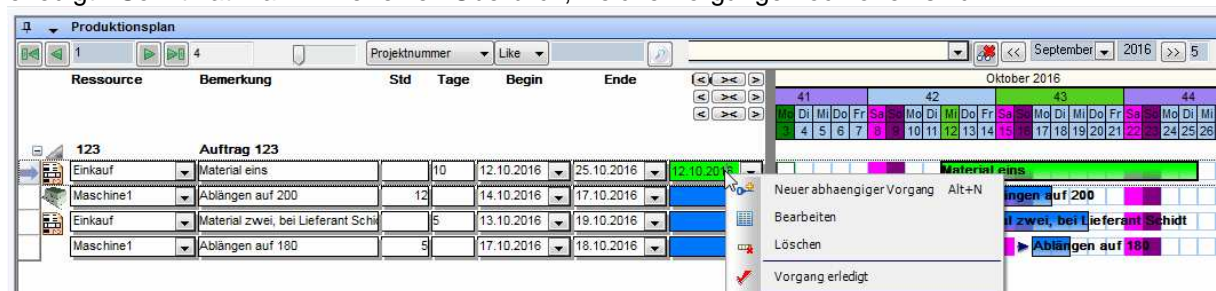 Produktionsplan
1 4 Projektnummer Like September 2016 >> 5
<<
Ressource Bemerkung Std Tage Begin Ende < >< > Oktober 2016
< >< > 41 42 43 44
< >< > Mo Di Mi Do Fr Sa So Mo Di Mi Do Fr Sa So Mo Di Mi Do Fr Sa So Mo Di Mi
3 4 5 6 7 8 9 10 11 12 13 14 15 16 17 18 19 20 21 22 23 24 25 26
123 Auftrag 123
Einkauf Material eins 10 12.10.2016 25.10.2016 12.10.2016 Material eins
Maschine1 Ablängen auf 200 12 14.10.2016 17.10.2016 ngen auf 200
Einkauf Material zwei, bei Lieferant Schi 5 13.10.2016 19.10.2016 l zwei, bei Lieferant Schidt
Maschine1 Ablängen auf 180 5 17.10.2016 18.10.2016 Ablängen auf 180
Neuer abhaengiger Vorgang Alt+N
Bearbeiten
Löschen
Vorgang erledigt